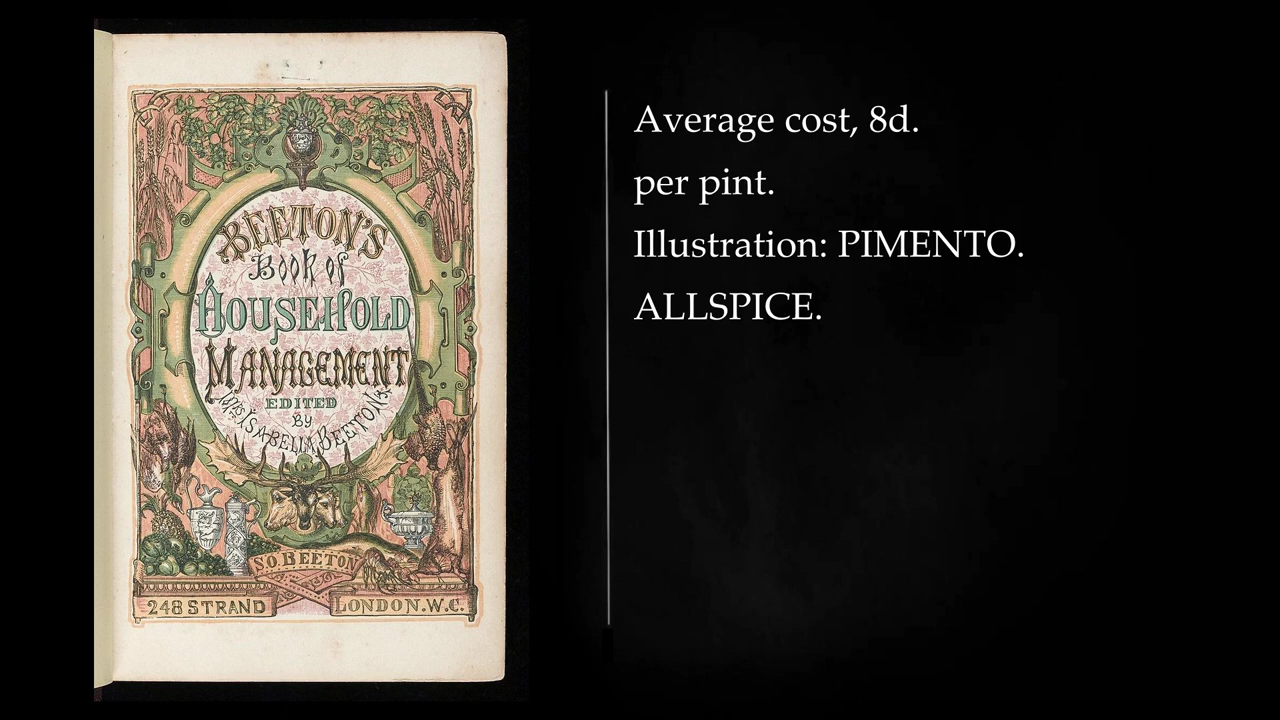 BEETON'S
Book of
HOUSEHOLD
MANAGEMENT
EDITED
By
MRS ISABELLA BEETON
S.O. BEETON
248 STRAND
LONDON.W.C.
Average cost, 8d.
per pint.
Illustration: PIMENTO.
ALLSPICE.